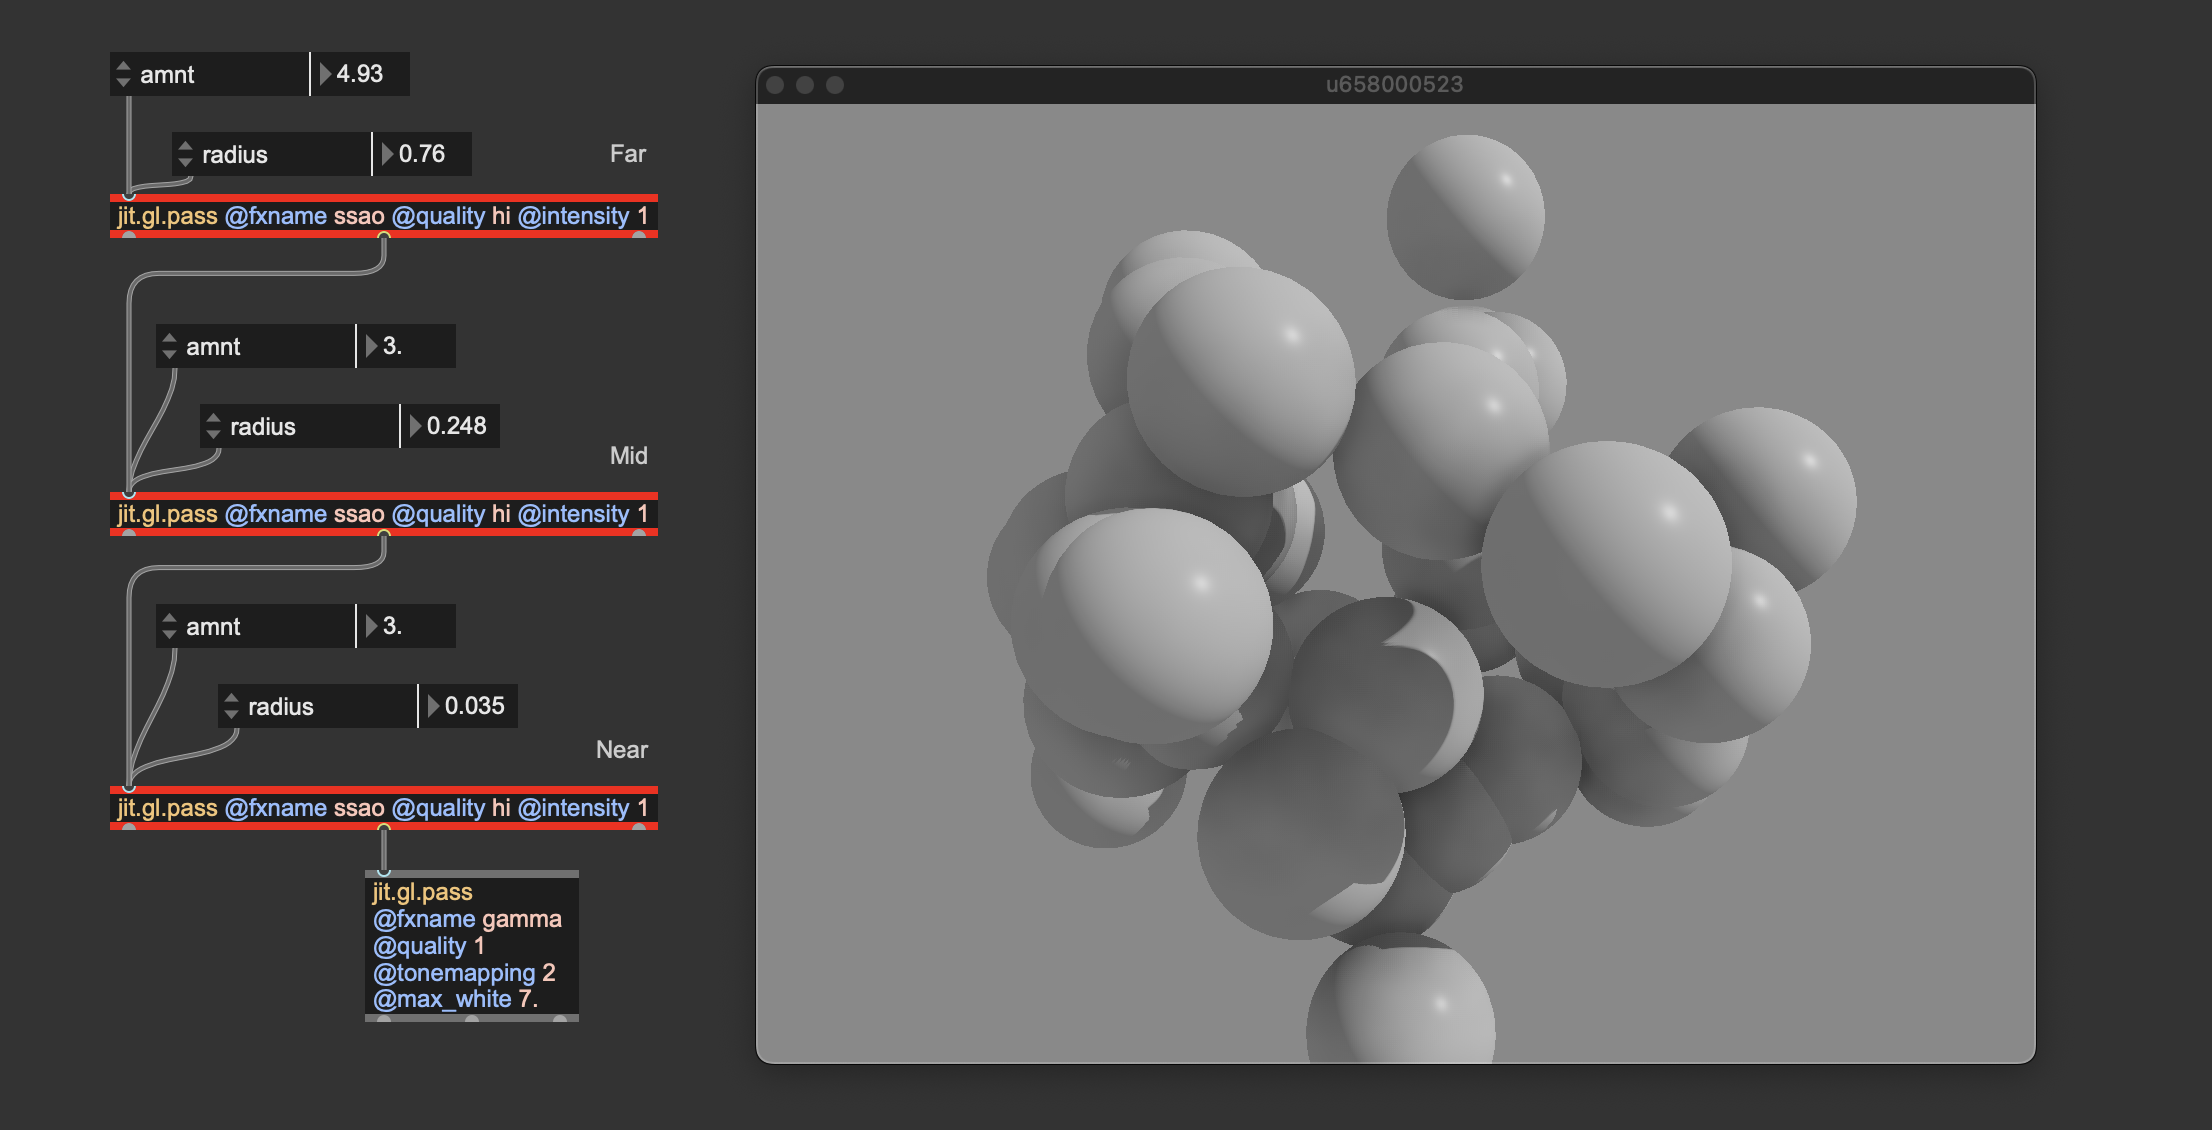 amnt 4.93
radius 0.76
Far
jit.gl.pass @fxname ssao @quality hi @intensity 1
amnt 3.
radius 0.248
Mid
jit.gl.pass @fxname ssao @quality hi @intensity 1
amnt 3.
radius 0.035
Near
jit.gl.pass @fxname ssao @quality hi @intensity 1
jit.gl.pass
@fxname gamma
@quality 1
@tonemapping 2
@max_white 7.
u658000523